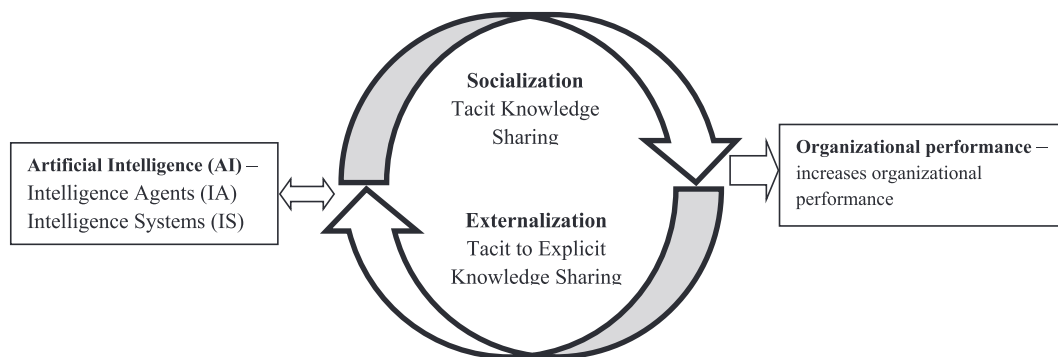 Artificial Intelligence (AI) –
Intelligence Agents (IA)
Intelligence Systems (IS)
Socialization
Tacit Knowledge
Sharing
Externalization
Tacit to Explicit
Knowledge Sharing
Organizational performance –
increases organizational
performance